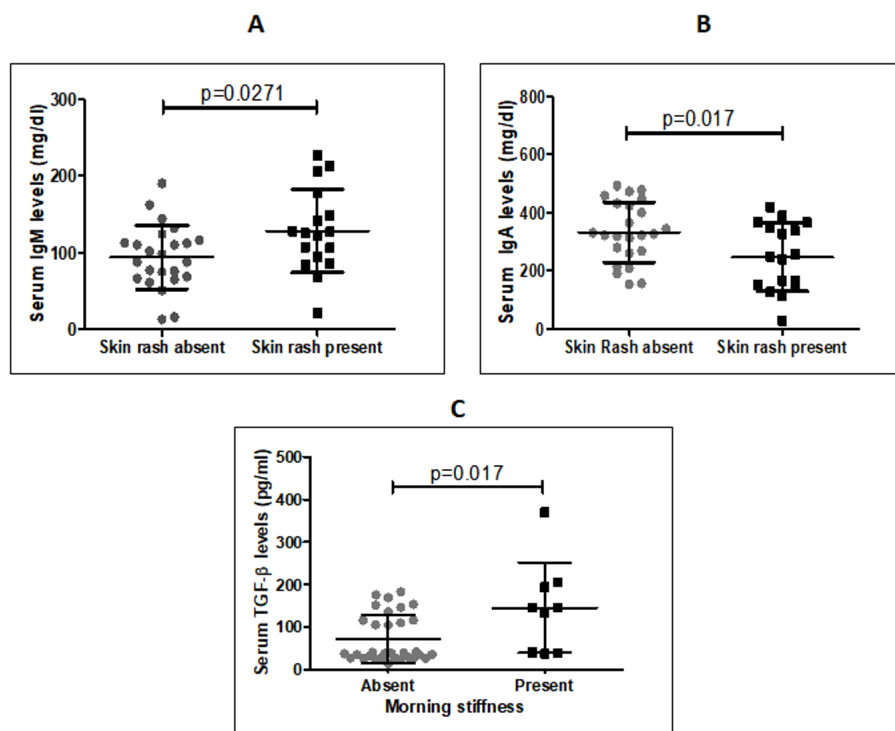 A
Serum IgM levels (mg/dl)
300
200
100
0
p=0.0271
Skin rash absent
Skin rash present
B
Serum IgA levels (mg/dl)
800
600
400
200
0
p=0.017
Skin Rash absent
Skin rash present
C
Serum TGF-β levels (pg/ml)
500
400
300
200
100
0
p=0.017
Absent
Present
Morning stiffness